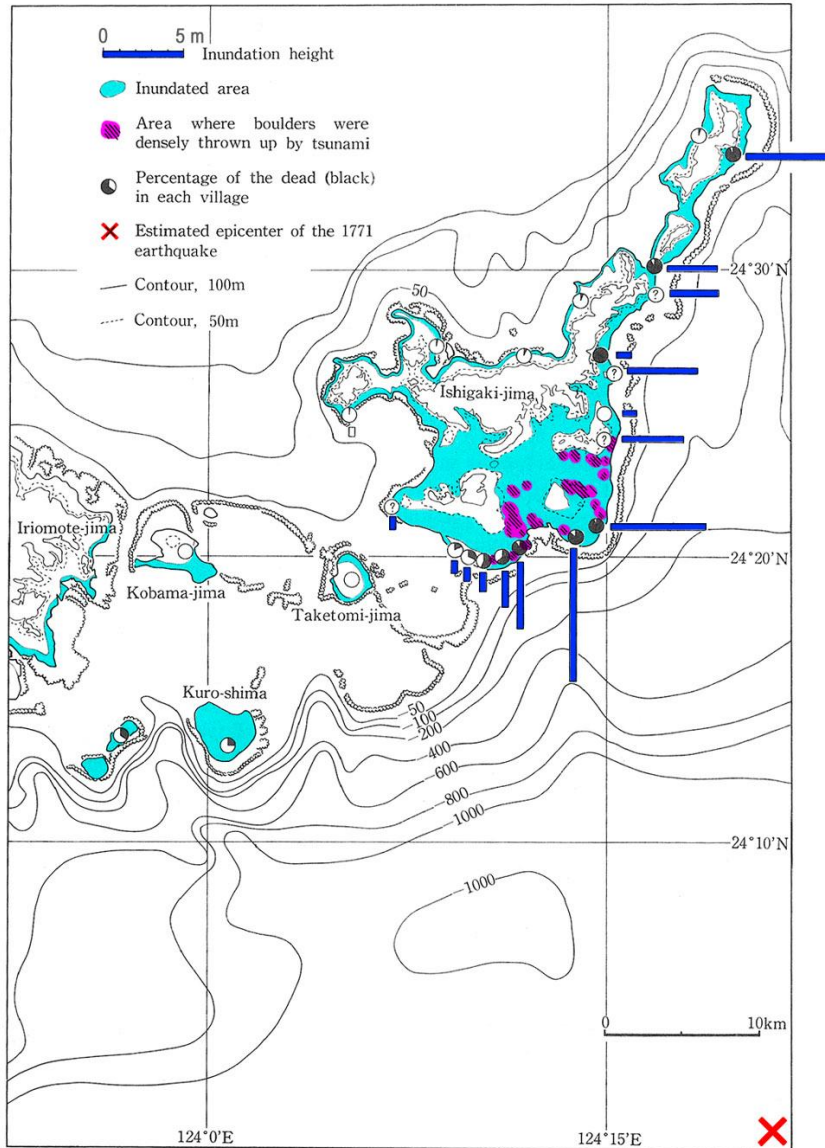 0 5 m
Inundation height
Inundated area
Area where boulders were
densely thrown up by tsunami
Percentage of the dead (black)
in each village
Estimated epicenter of the 1771
earthquake
Contour, 100m
Contour, 50m
24°30'N
50
?
Ishigaki-jima
?
?
?
Iriomote-jima
24°20'N
Kobama-jima
Taketomi-jima
Kuro-shima
50
100
200
400
600
800
1000
24°10'N
1000
0 10km
124°0'E 124°15'E